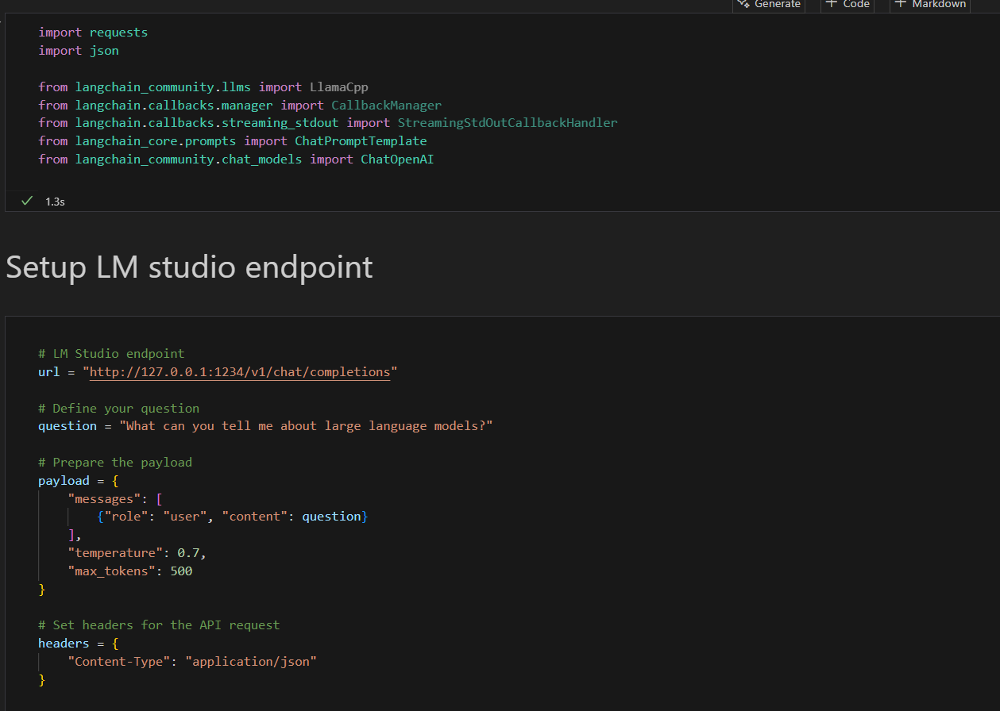 Generate Code Markdown
import requests
import json
from langchain_community.llms import LlamaCpp
from langchain.callbacks.manager import CallbackManager
from langchain.callbacks.streaming_stdout import StreamingStdOutCallbackHandler
from langchain_core.prompts import ChatPromptTemplate
from langchain_community.chat_models import ChatOpenAI
1.3s
Setup LM studio endpoint
# LM Studio endpoint
url = "http://127.0.0.1:1234/v1/chat/completions"
# Define your question
question = "What can you tell me about large language models?"
# Prepare the payload
payload = {
    "messages": [
        {"role": "user", "content": question}
    ],
    "temperature": 0.7,
    "max_tokens": 500
}
# Set headers for the API request
headers = {
    "Content-Type": "application/json"
}